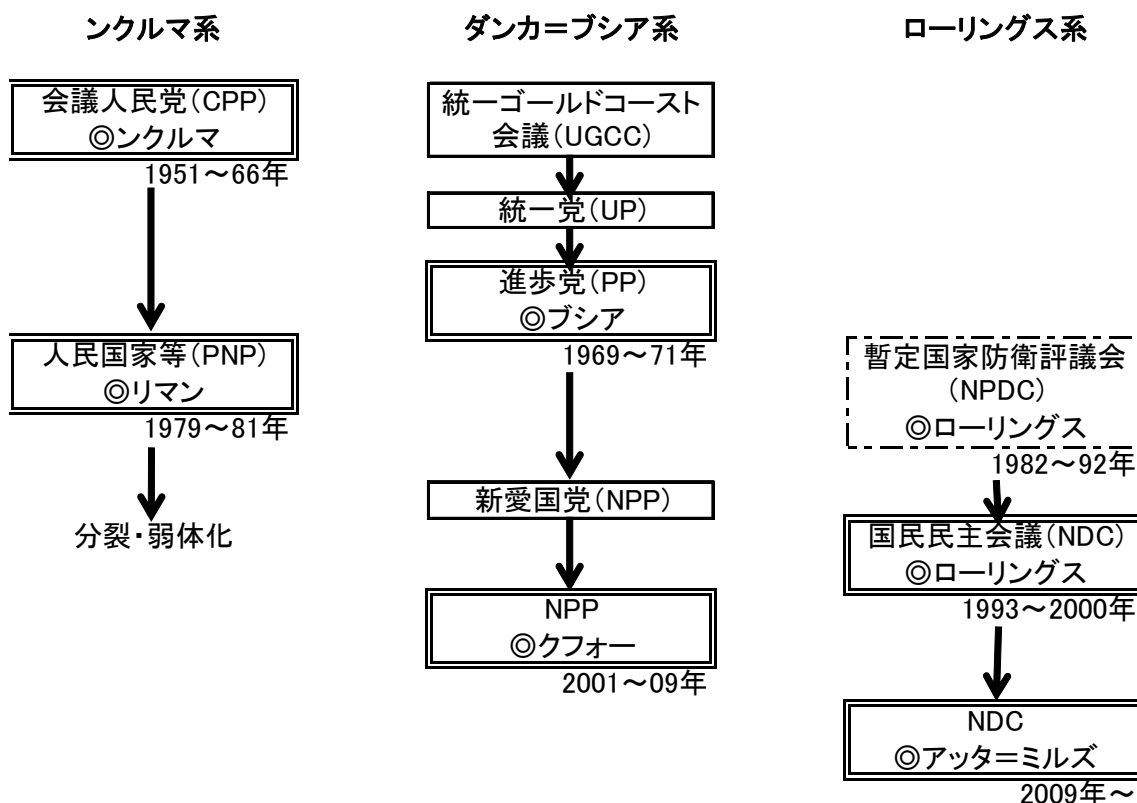 ンクルマ系
会議人民党(CPP)
◎ンクルマ
1951～66年
人民国家等(PNP)
◎リマン
1979～81年
分裂・弱体化
ダンカ＝ブシア系
統一ゴールドコースト
会議(UGCC)
統一党(UP)
進歩党(PP)
◎ブシア
1969～71年
新愛国党(NPP)
NPP
◎クフォー
2001～09年
ローリングス系
暫定国家防衛評議会
(NPDC)
◎ローリングス
1982～92年
国民民主会議(NDC)
◎ローリングス
1993～2000年
NDC
◎アッタ＝ミルズ
2009年～